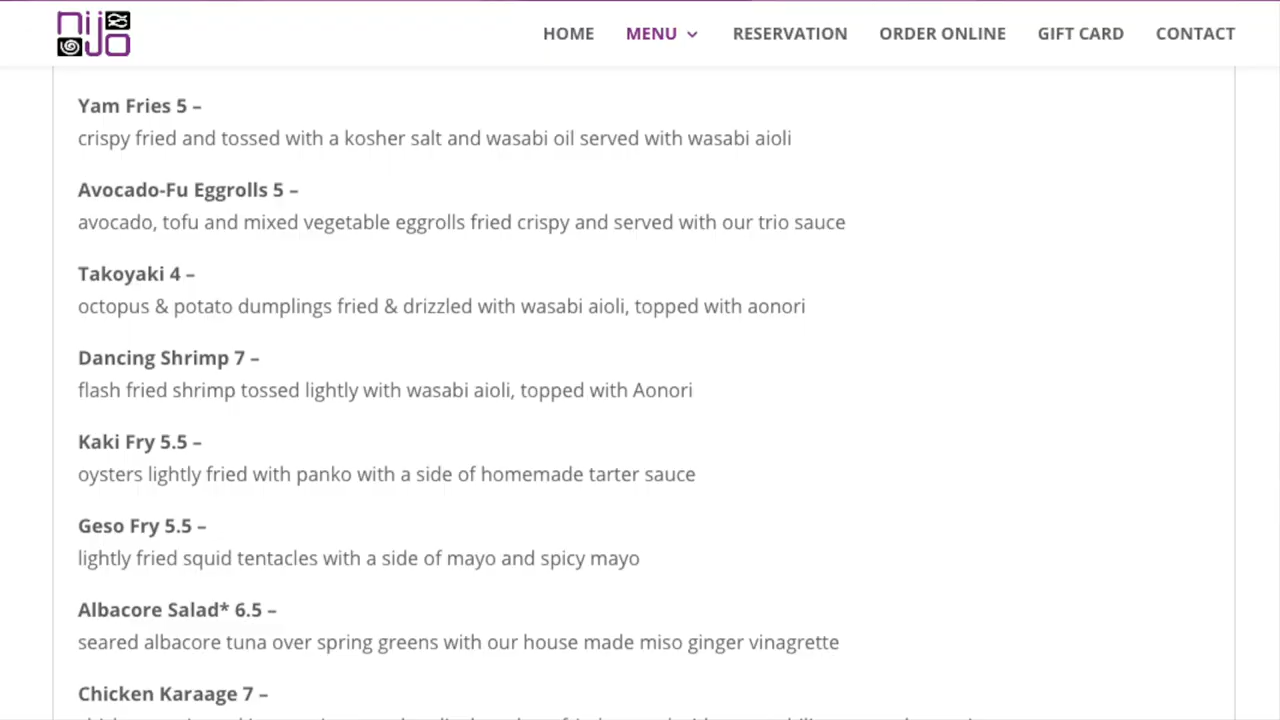 nijo
HOME MENU RESERVATION ORDER ONLINE GIFT CARD CONTACT
Yam Fries 5 –
crispy fried and tossed with a kosher salt and wasabi oil served with wasabi aioli
Avocado-Fu Eggrolls 5 –
avocado, tofu and mixed vegetable eggrolls fried crispy and served with our trio sauce
Takoyaki 4 –
octopus & potato dumplings fried & drizzled with wasabi aioli, topped with aonori
Dancing Shrimp 7 –
flash fried shrimp tossed lightly with wasabi aioli, topped with Aonori
Kaki Fry 5.5 –
oysters lightly fried with panko with a side of homemade tarter sauce
Geso Fry 5.5 –
lightly fried squid tentacles with a side of mayo and spicy mayo
Albacore Salad* 6.5 –
seared albacore tuna over spring greens with our house made miso ginger vinagrette
Chicken Karaage 7 –